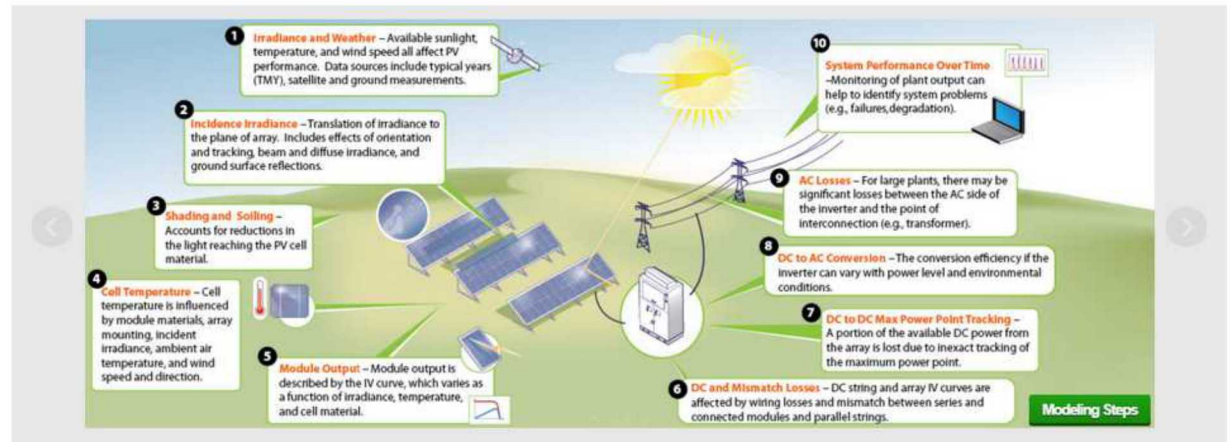 1
Irradiance and Weather – Available sunlight,
temperature, and wind speed all affect PV
performance. Data sources include typical years
(TMY), satellite and ground measurements.
2
Incidence Irradiance – Translation of irradiance to
the plane of array. Includes effects of orientation
and tracking, beam and diffuse irradiance, and
ground surface reflections.
3
Shading and Soiling –
Accounts for reductions in
the light reaching the PV cell
material.
4
Cell Temperature – Cell
temperature is influenced
by module materials, array
mounting, incident
irradiance, ambient air
temperature, and wind
speed and direction.
5
Module Output – Module output is
described by the IV curve, which varies as
a function of irradiance, temperature,
and cell material.
6
DC and Mismatch Losses – DC string and array IV curves are
affected by wiring losses and mismatch between series and
connected modules and parallel strings.
7
DC to DC Max Power Point Tracking –
A portion of the available DC power from
the array is lost due to inexact tracking of
the maximum power point.
8
DC to AC Conversion – The conversion efficiency if the
inverter can vary with power level and environmental
conditions.
9
AC Losses – For large plants, there may be
significant losses between the AC side of
the inverter and the point of
interconnection (e.g., transformer).
10
System Performance Over Time
–Monitoring of plant output can
help to identify system problems
(e.g., failures,degradation).
Modeling Steps